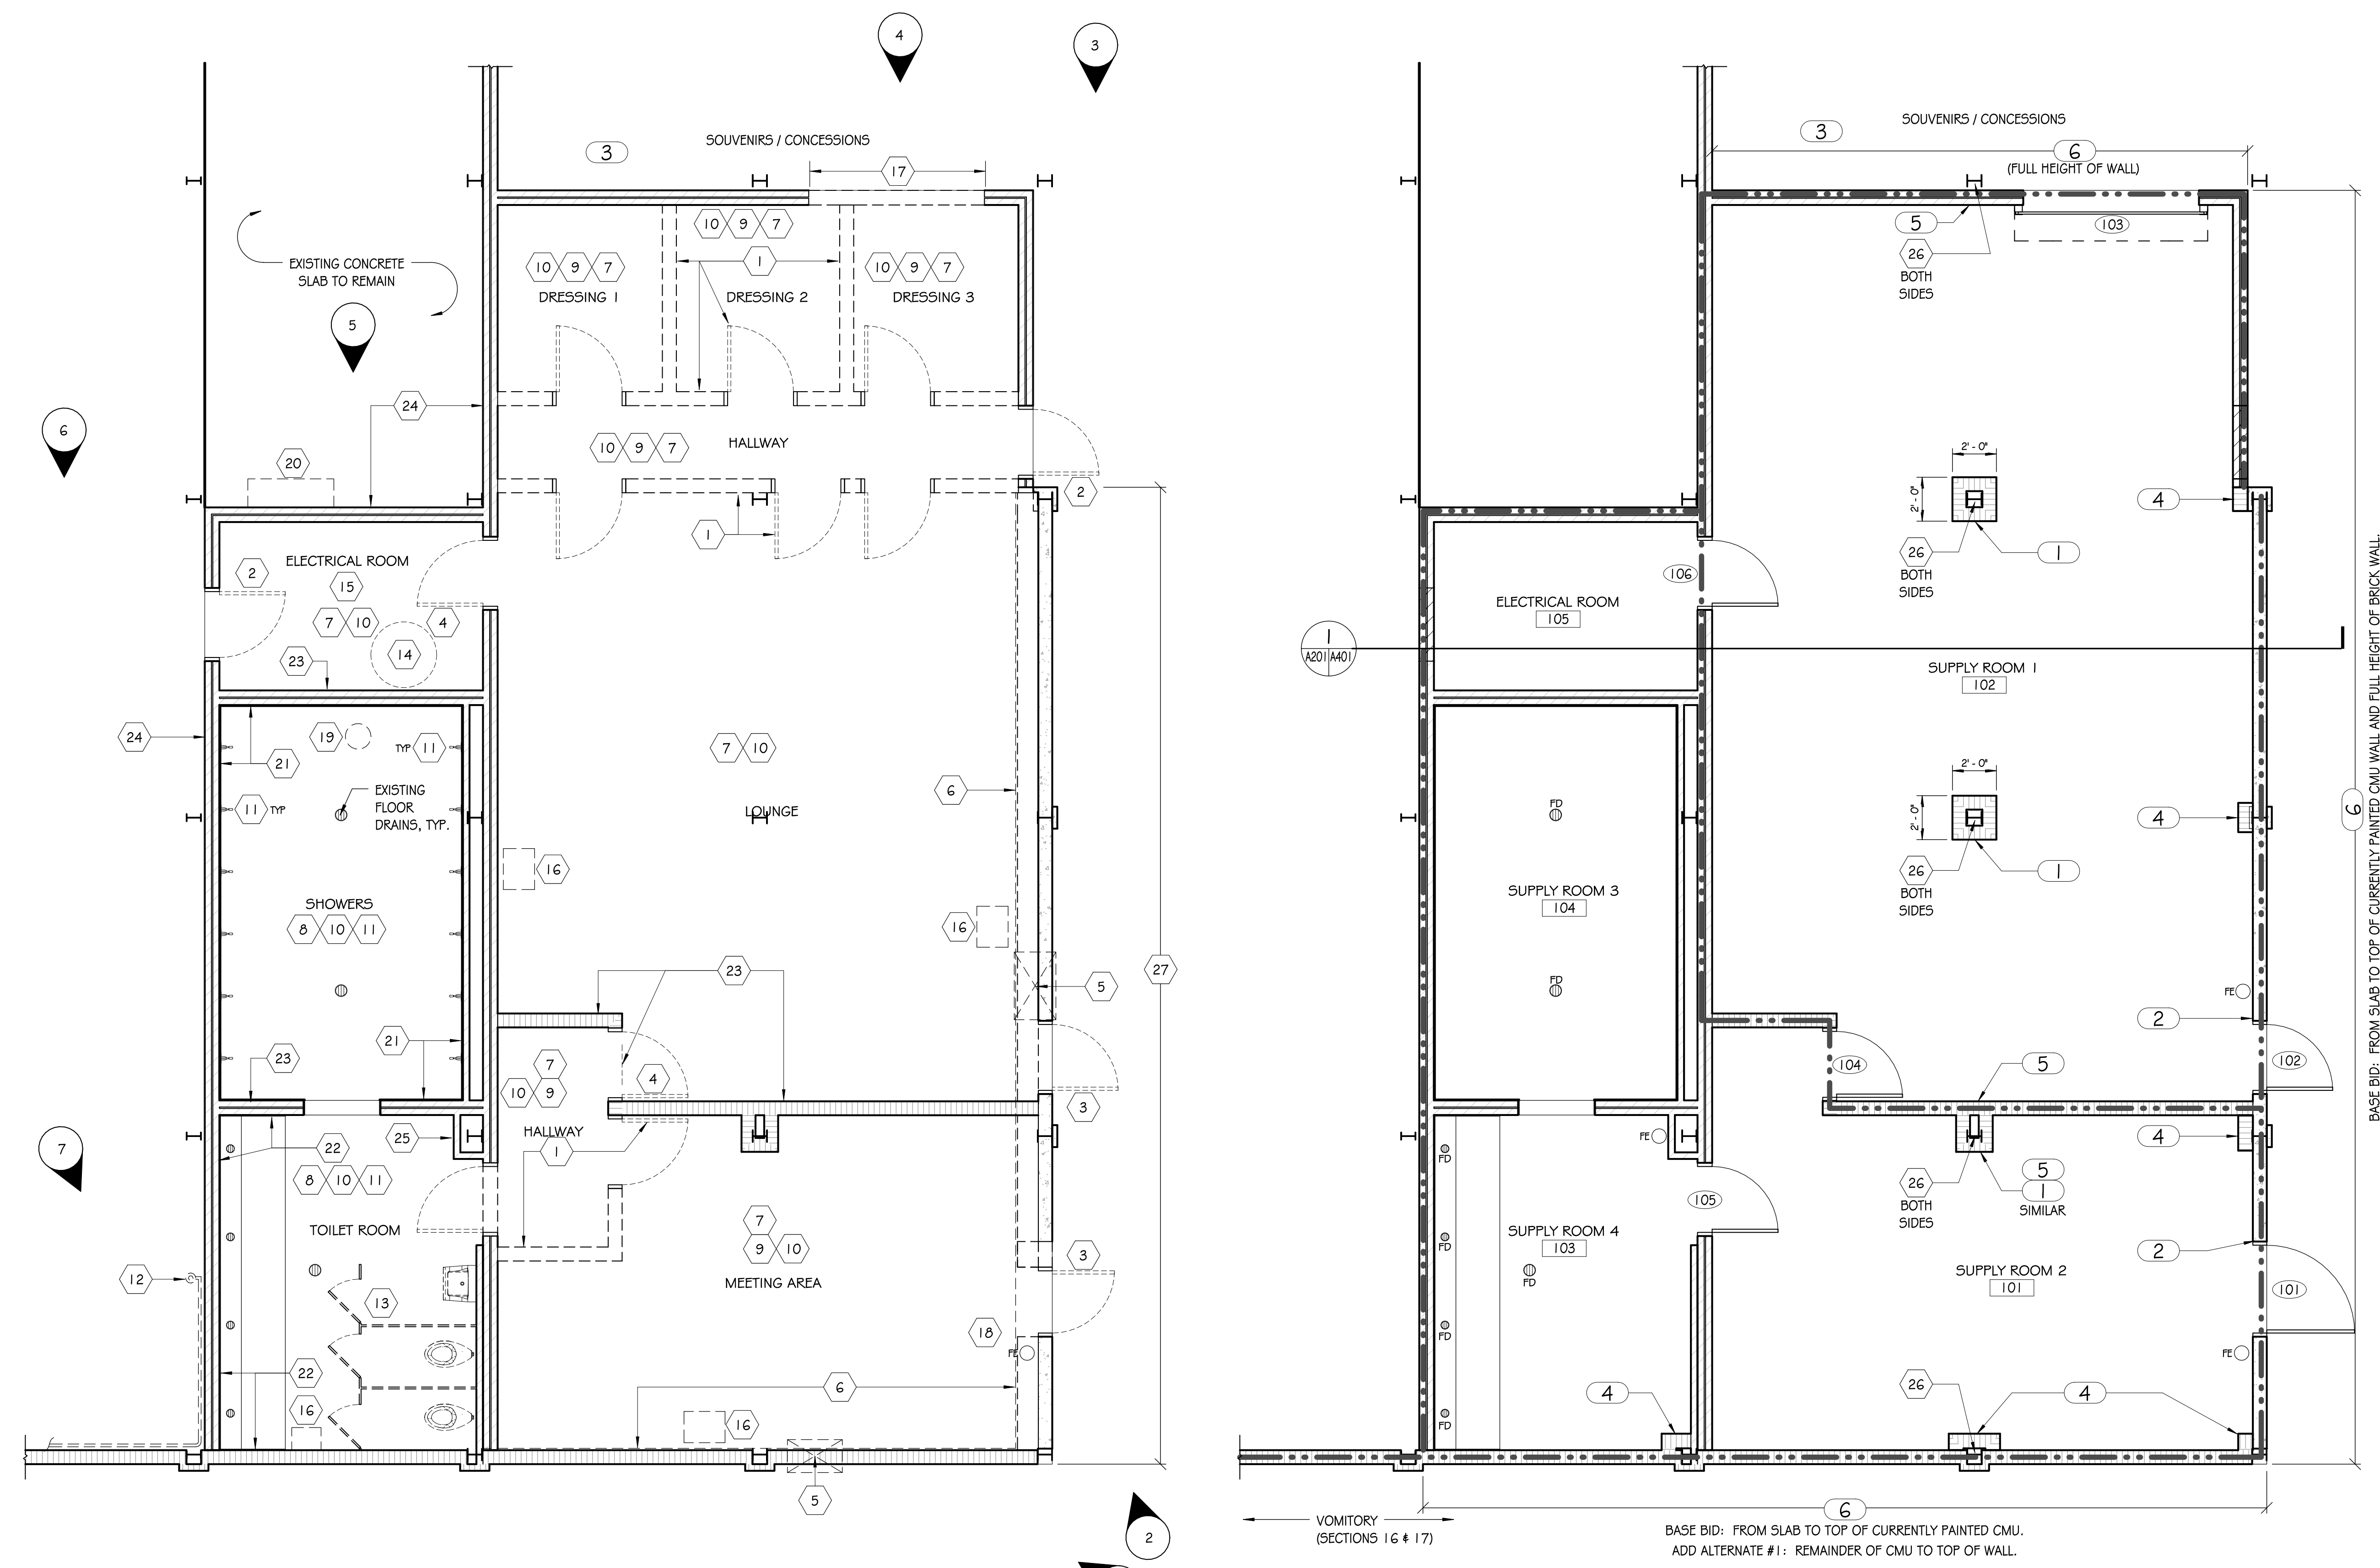 4
3
SOUVENIRS / CONCESSIONS
3
17
10 9 7
10 9 7
1
10 9 7
DRESSING 1
DRESSING 2
DRESSING 3
EXISTING CONCRETE
SLAB TO REMAIN
5
6
24
20
10 9 7
HALLWAY
2
1
2
ELECTRICAL ROOM
15
7 10
4
14
23
24
19
TYP 11
21
7 10
11 TYP
EXISTING
FLOOR
DRAINS, TYP.
6
LOUNGE
16
SHOWERS
8 10 11
16
23
27
5
21
23
7
10 9
4
3
7
25
HALLWAY
22
1
8 10 11
TOILET ROOM
7
9 10
3
MEETING AREA
12
13
18
FE
22
6
16
16
5
2
SOUVENIRS / CONCESSIONS
3
6
(FULL HEIGHT OF WALL)
5
103
26
BOTH
SIDES
2' - 0"
2' - 0"
4
26
BOTH
SIDES
1
106
ELECTRICAL ROOM
105
1
A201 A401
SUPPLY ROOM 1
102
2' - 0"
2' - 0"
FD
4
6
26
BOTH
SIDES
1
SUPPLY ROOM 3
104
FD
FE
2
102
104
5
FE
4
FD
26
BOTH
SIDES
5
1
SIMILAR
105
SUPPLY ROOM 4
103
FD
FD
2
SUPPLY ROOM 2
101
101
FD
FE
4
26
4
FD
6
VOMITORY
(SECTIONS 16 & 17)
BASE BID: FROM SLAB TO TOP OF CURRENTLY PAINTED CMU.
ADD ALTERNATE #1: REMAINDER OF CMU TO TOP OF WALL.
BASE BID: FROM SLAB TO TOP OF CURRENTLY PAINTED CMU WALL AND FULL HEIGHT OF BRICK WALL.